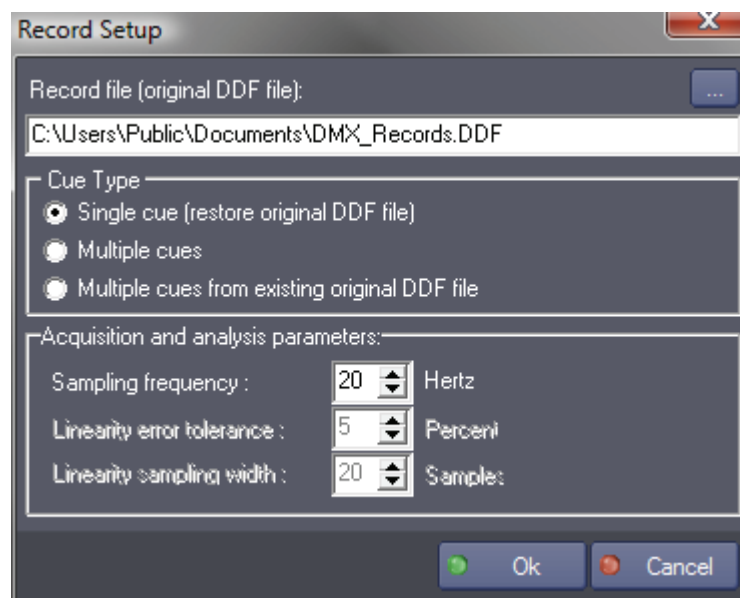 Record Setup
Record file (original DDF file):
...
C:\Users\Public\Documents\DMX_Records.DDF
Cue Type
Single cue (restore original DDF file)
Multiple cues
Multiple cues from existing original DDF file
Acquisition and analysis parameters:
Sampling frequency : 20 Hertz
Linearity error tolerance : 5 Percent
Linearity sampling width : 20 Samples
Ok Cancel